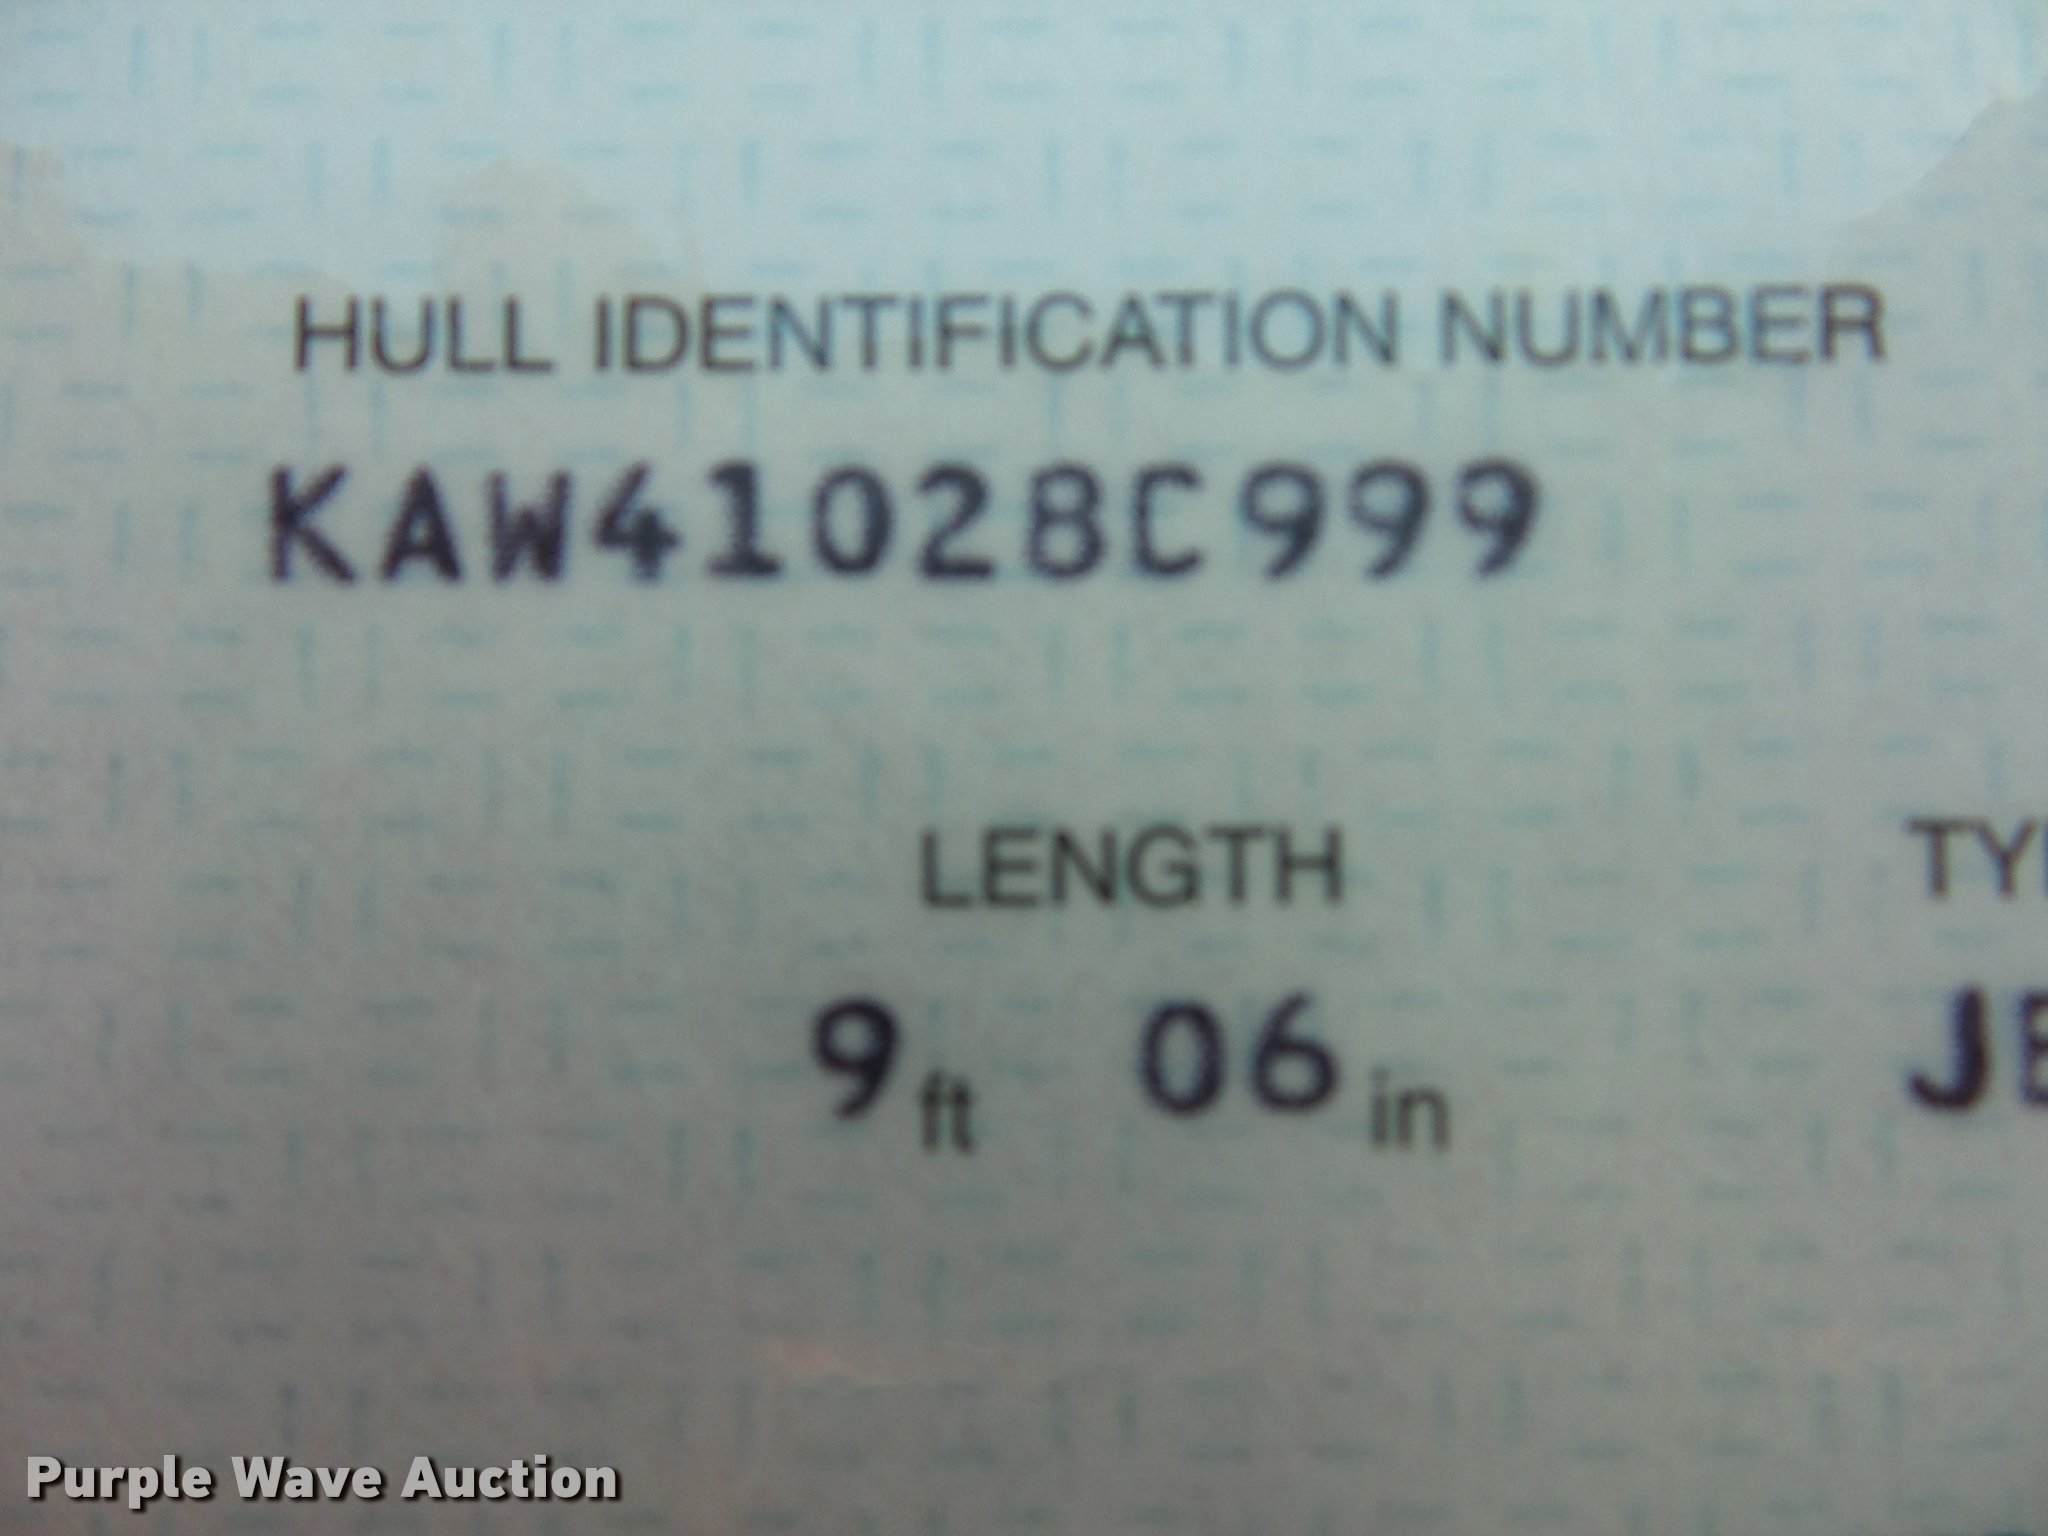 HULL IDENTIFICATION NUMBER
KAW41028C999
LENGTH
9 ft 06 in
Purple Wave Auction